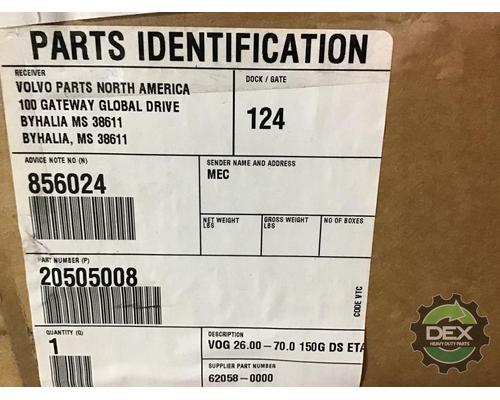 PARTS IDENTIFICATION
RECEIVER
VOLVO PARTS NORTH AMERICA
100 GATEWAY GLOBAL DRIVE
BYHALIA MS 38611
BYHALIA, MS 38611
DOCK / GATE
124
ADVICE NOTE NO (N)
856024
SENDER NAME AND ADDRESS
MEC
NET WEIGHT
LBS
GROSS WEIGHT
LBS
NO OF BOXES
PART NUMBER (P)
20505008
CODE VTC
QUANTITY (Q)
1
DESCRIPTION
VOG 26.00-70.0 150G DS ETA
SUPPLIER PART NUMBER
62058-0000
DEX
HEAVY DUTY PARTS